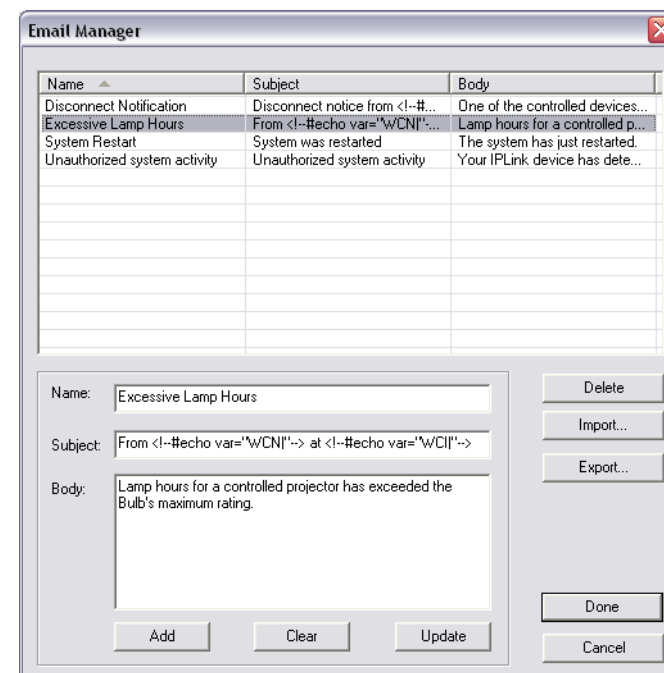 Email Manager
Name Subject Body
Disconnect Notification Disconnect notice from <!--#... One of the controlled devices...
Excessive Lamp Hours From <!--#echo var="WCN|"-... Lamp hours for a controlled p...
System Restart System was restarted The system has just restarted.
Unauthorized system activity Unauthorized system activity Your IPLink device has dete...
Name: Excessive Lamp Hours
Delete
Import...
Subject: From <!--#echo var="WCN|"--> at <!--#echo var="WCI|"-->
Export...
Body: Lamp hours for a controlled projector has exceeded the
Bulb's maximum rating.
Done
Add Clear Update
Cancel